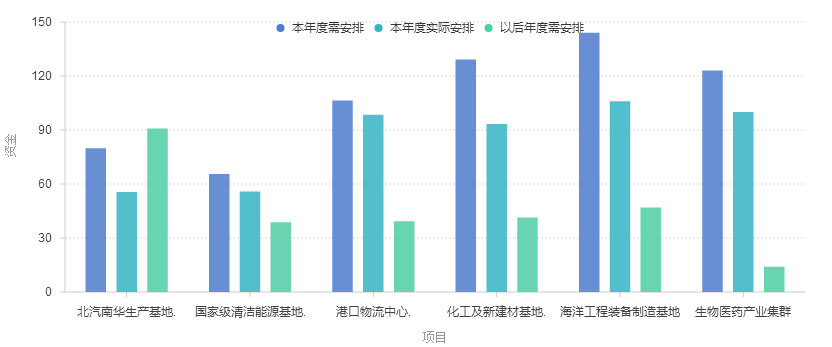 本年度需安排 本年度实际安排 以后年度需安排
资金
150
120
90
60
30
0
北汽南华生产基地. 国家级清洁能源基地. 港口物流中心. 化工及新建材基地. 海洋工程装备制造基地 生物医药产业集群
项目